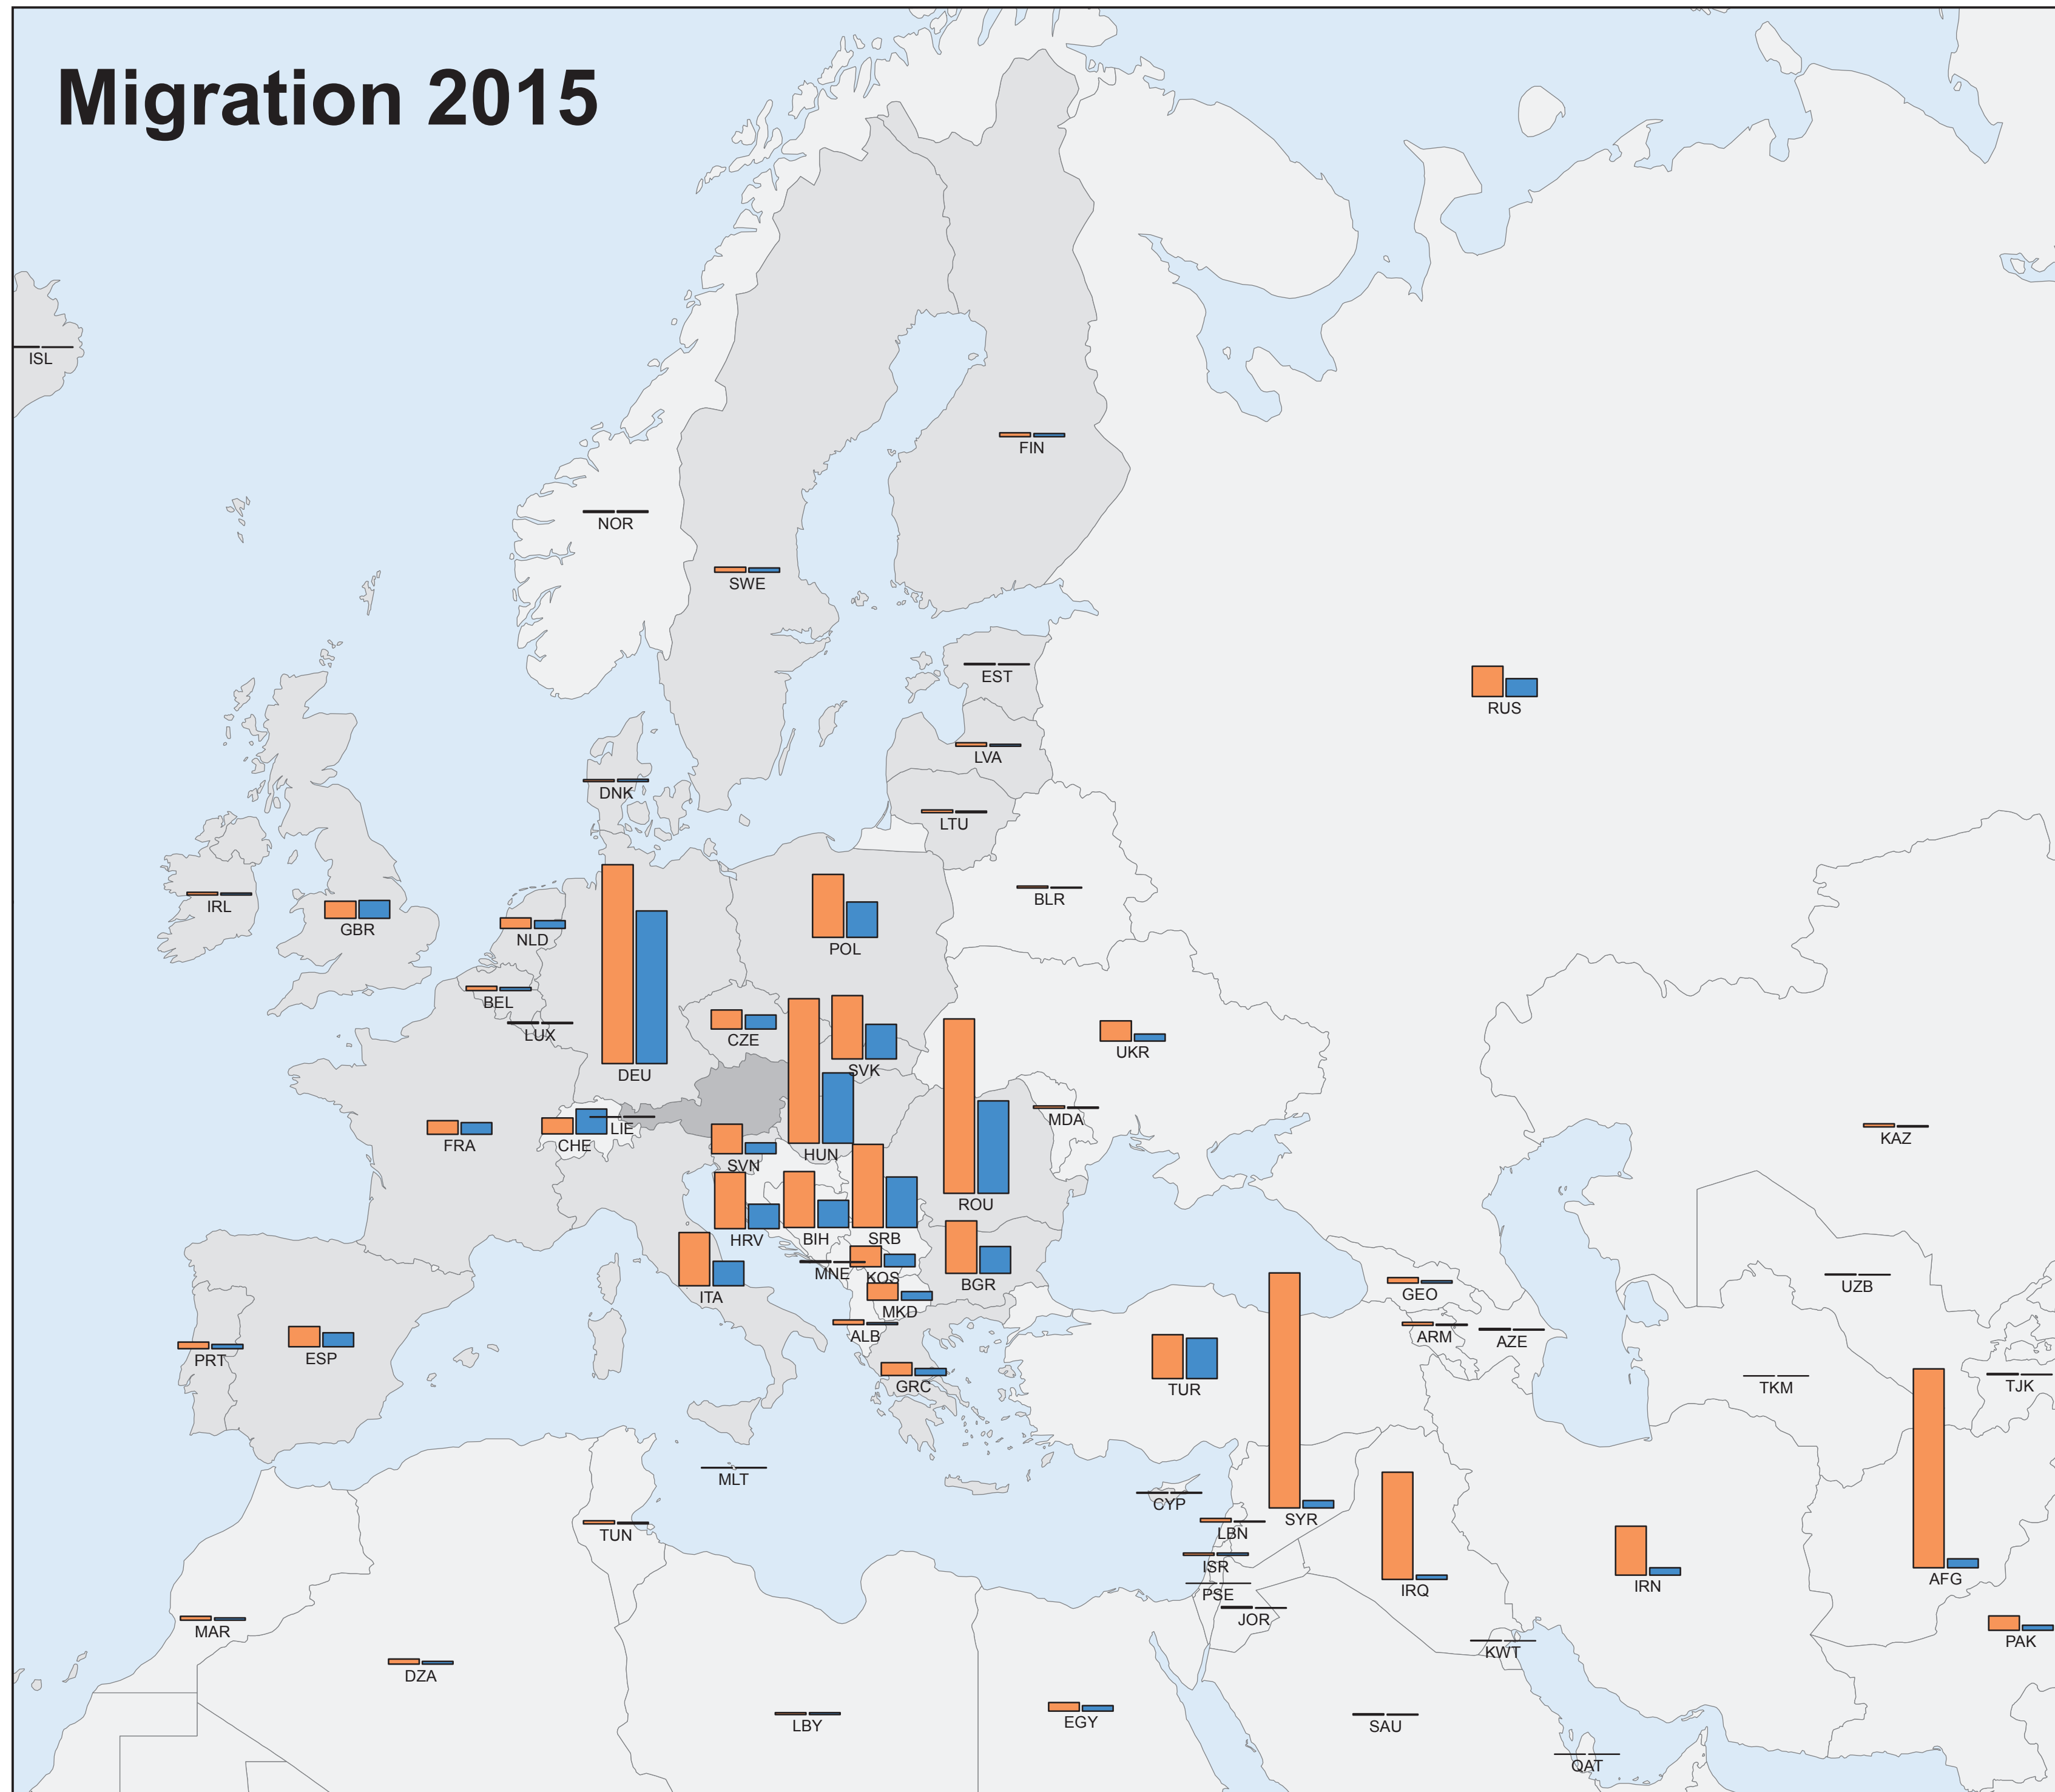 Migration 2015
ISL
FIN
NOR
SWE
EST
RUS
LVA
DNK
LTU
BLR
IRL
GBR
NLD
POL
BEL
LUX
CZE
UKR
SVK
DEU
MDA
LIE
FRA
CHE
KAZ
HUN
SVN
ROU
HRV
BIH
SRB
MNE
KOS
BGR
UZB
GEO
ITA
MKD
ALB
ARM
AZE
PRT
ESP
GRC
TUR
TKM
TJK
MLT
CYP
SYR
TUN
LBN
ISR
AFG
IRQ
IRN
PSE
JOR
MAR
PAK
KWT
DZA
EGY
LBY
SAU
QAT